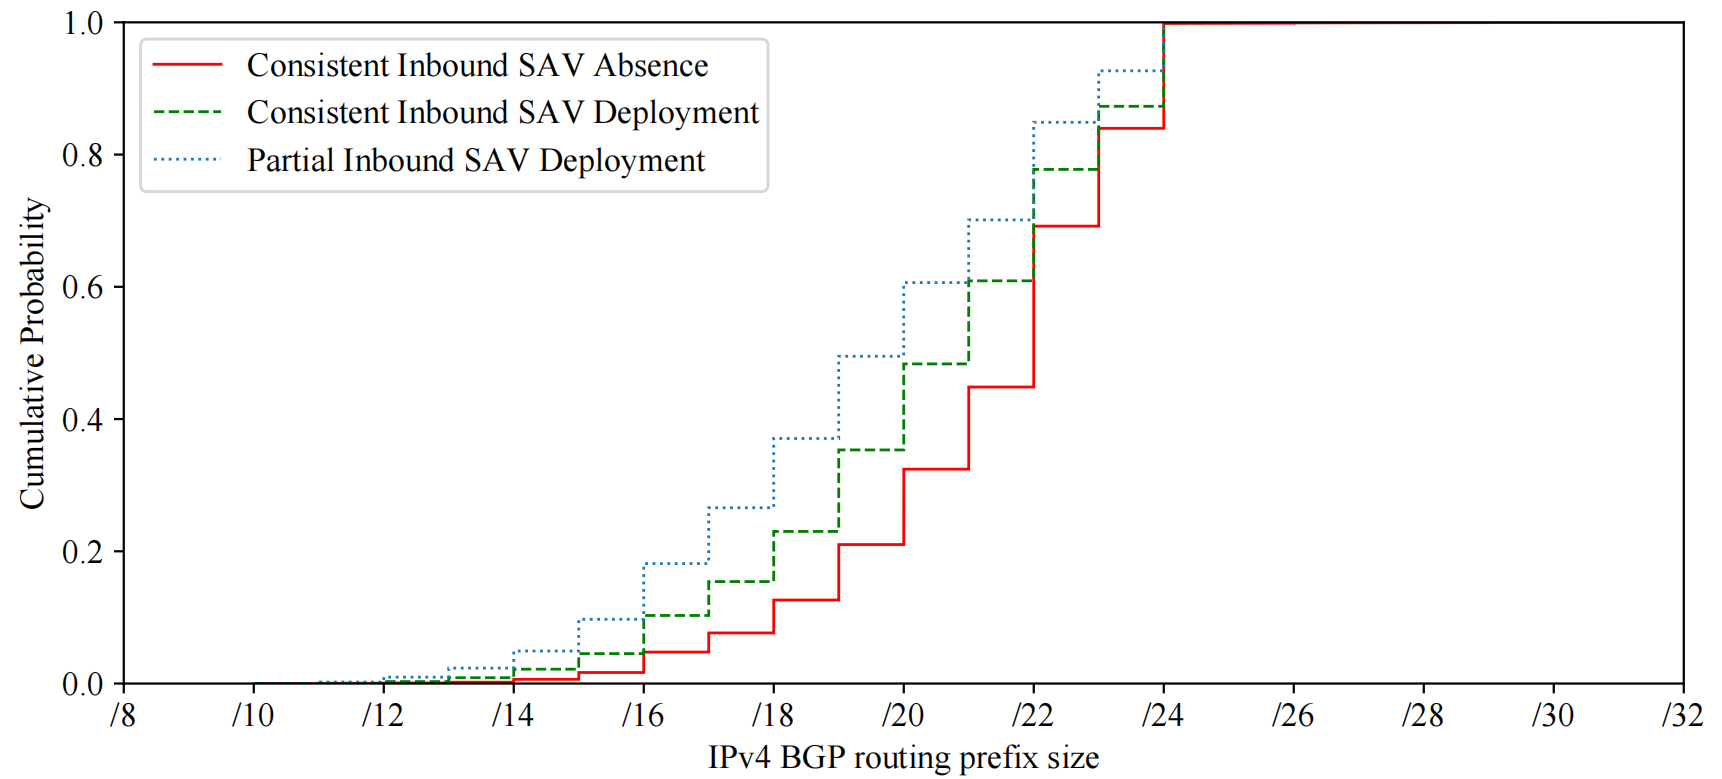 1.0
0.8
0.6
0.4
0.2
0.0
Cumulative Probability
Consistent Inbound SAV Absence
Consistent Inbound SAV Deployment
Partial Inbound SAV Deployment
/8 /10 /12 /14 /16 /18 /20 /22 /24 /26 /28 /30 /32
IPv4 BGP routing prefix size